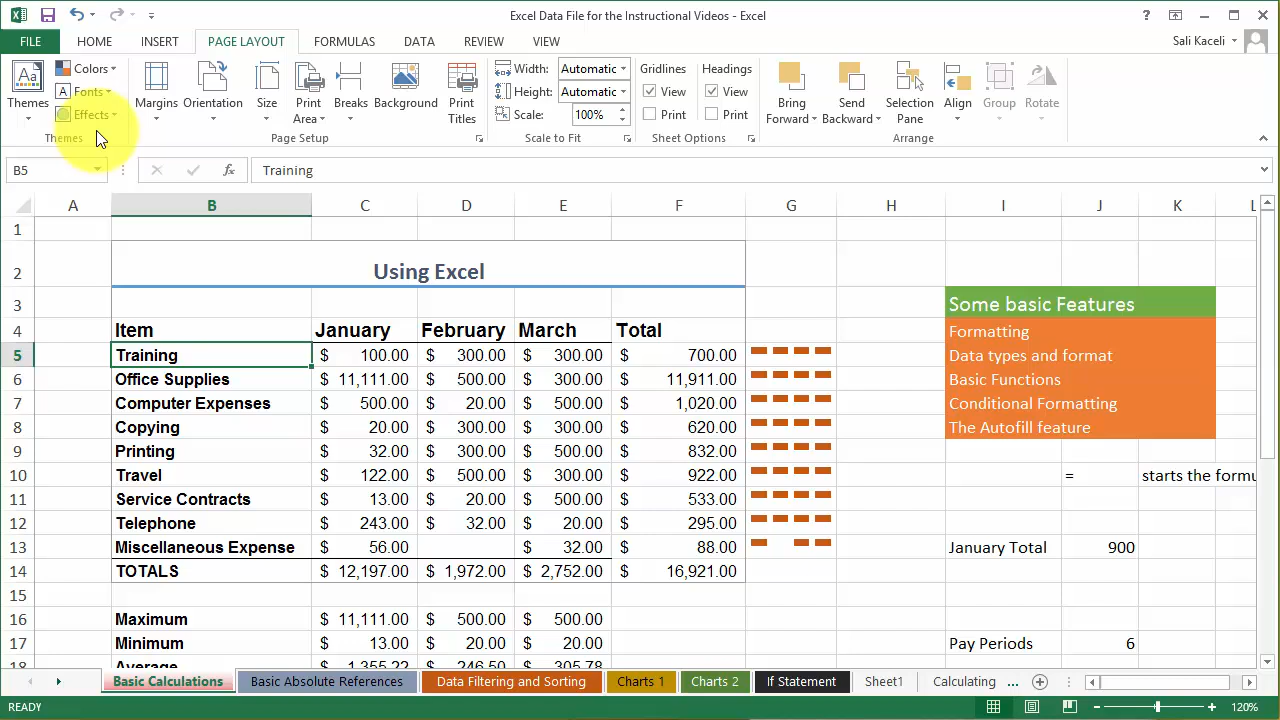 Excel Data File for the Instructional Videos - Excel
FILE HOME INSERT PAGE LAYOUT FORMULAS DATA REVIEW VIEW Sali Kaceli
Themes Colors Fonts Effects
Themes
Margins Orientation Size Print Area Breaks Background Print Titles
Page Setup
Width: Automatic
Height: Automatic
Scale: 100%
Scale to Fit
Gridlines Headings
View View
Print Print
Sheet Options
Bring Forward Send Backward Selection Pane Align Group Rotate
Arrange
B5 fx Training
A B C D E F G H I J K L
1
2 Using Excel
3 Some basic Features
4 Item January February March Total Formatting
5 Training $ 100.00 $ 300.00 $ 300.00 $ 700.00 Data types and format
6 Office Supplies $ 11,111.00 $ 500.00 $ 300.00 $ 11,911.00 Basic Functions
7 Computer Expenses $ 500.00 $ 20.00 $ 500.00 $ 1,020.00 Conditional Formatting
8 Copying $ 20.00 $ 300.00 $ 300.00 $ 620.00 The Autofill feature
9 Printing $ 32.00 $ 300.00 $ 500.00 $ 832.00
10 Travel $ 122.00 $ 500.00 $ 300.00 $ 922.00 = starts the formu
11 Service Contracts $ 13.00 $ 20.00 $ 500.00 $ 533.00
12 Telephone $ 243.00 $ 32.00 $ 20.00 $ 295.00
13 Miscellaneous Expense $ 56.00 $ 32.00 $ 88.00 January Total 900
14 TOTALS $ 12,197.00 $ 1,972.00 $ 2,752.00 $ 16,921.00
15
16 Maximum $ 11,111.00 $ 500.00 $ 500.00
17 Minimum $ 13.00 $ 20.00 $ 20.00 Pay Periods 6
18 Average $ 1,355.22 $ 246.50 $ 305.78
Basic Calculations Basic Absolute References Data Filtering and Sorting Charts 1 Charts 2 If Statement Sheet1 Calculating ...
READY 120%